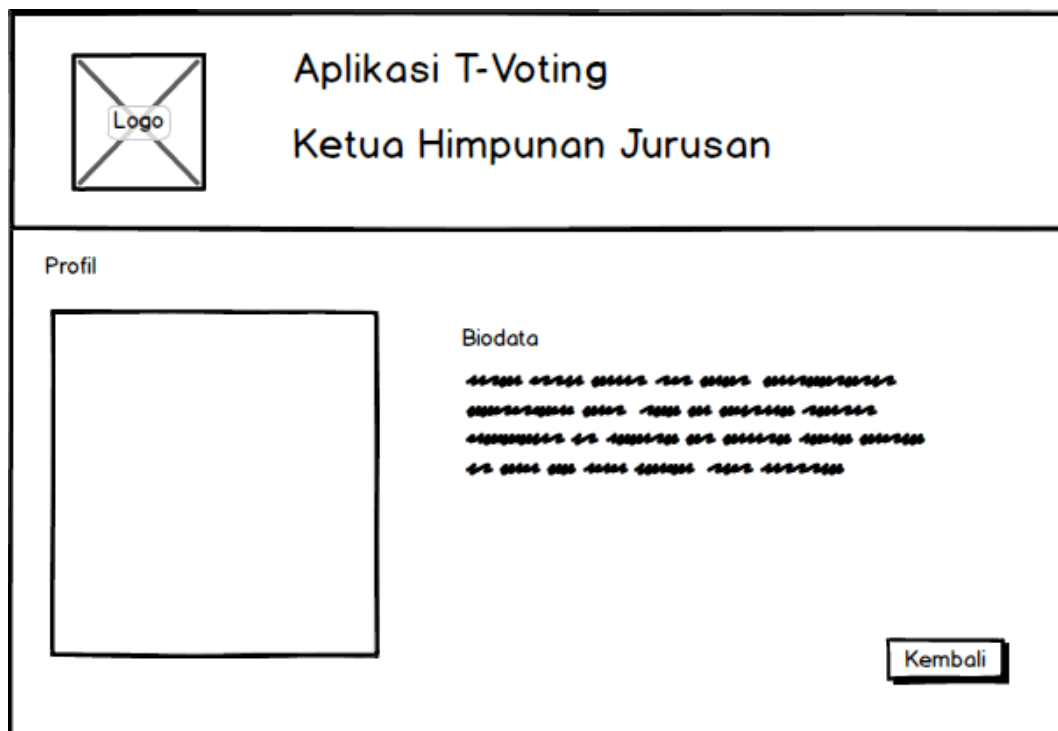 Logo
Aplikasi T-Voting
Ketua Himpunan Jurusan
Profil
Biodata
Kembali